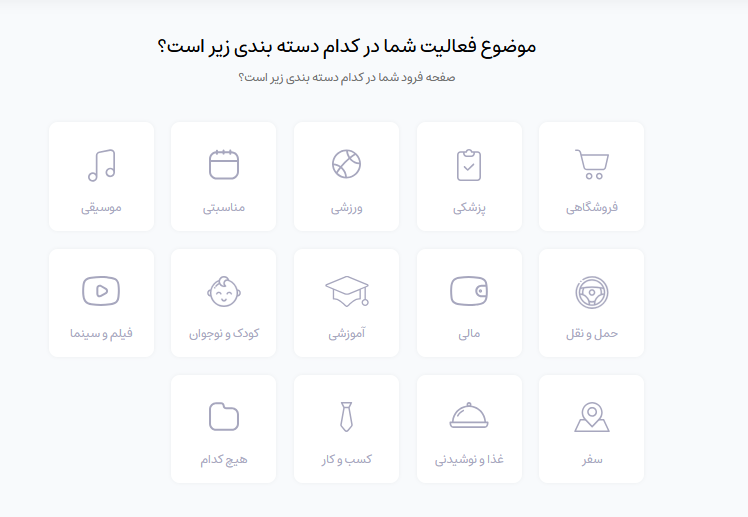 موضوع فعالیت شما در کدام دسته بندی زیر است؟
صفحه فرود شما در کدام دسته بندی زیر است؟
فروشگاهی
پزشکی
ورزشی
مناسبتی
موسیقی
حمل و نقل
مالی
آموزشی
کودک و نوجوان
فیلم و سینما
سفر
غذا و نوشیدنی
کسب و کار
هیچ کدام